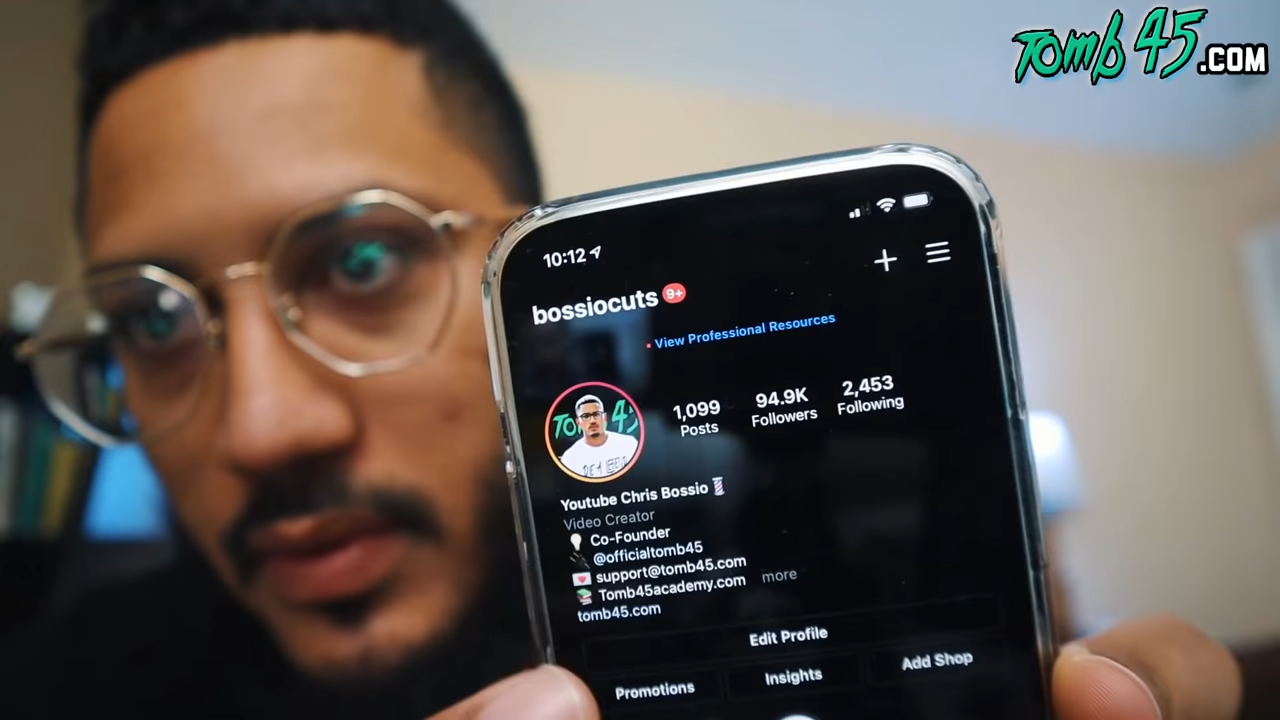 Tomb 45.COM
10:12
bossiocuts 9+
View Professional Resources
TO 45
1,099 94.9K 2,453
Posts Followers Following
Youtube Chris Bossio
Video Creator
Co-Founder
@officialtomb45
support@tomb45.com
Tomb45academy.com more
tomb45.com
Edit Profile
Promotions Insights Add Shop